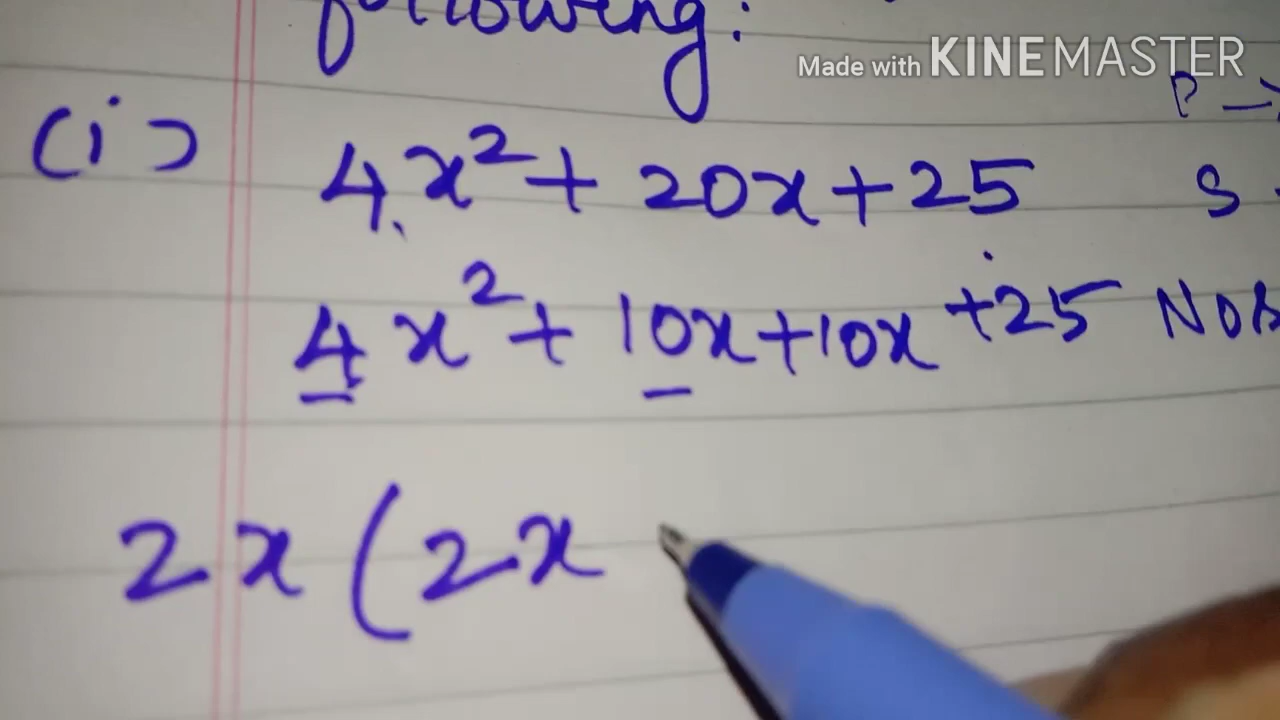 following:
Made with KINEMASTER
P →
(i) 4x² + 20x + 25 S
4x² + 10x + 10x + 25
2x (2x